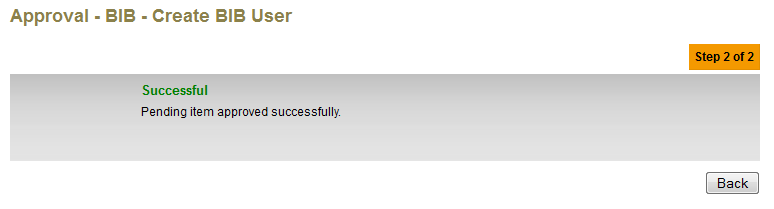 Approval - BIB - Create BIB User
Step 2 of 2
Successful
Pending item approved successfully.
Back